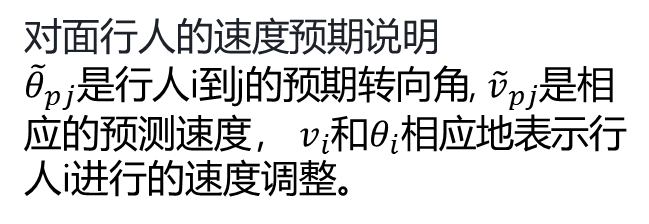 对面行人的速度预期说明
θ̃ₚⱼ是行人i到j的预期转向角, ṽₚⱼ是相
应的预测速度， vᵢ和θᵢ相应地表示行
人i进行的速度调整。